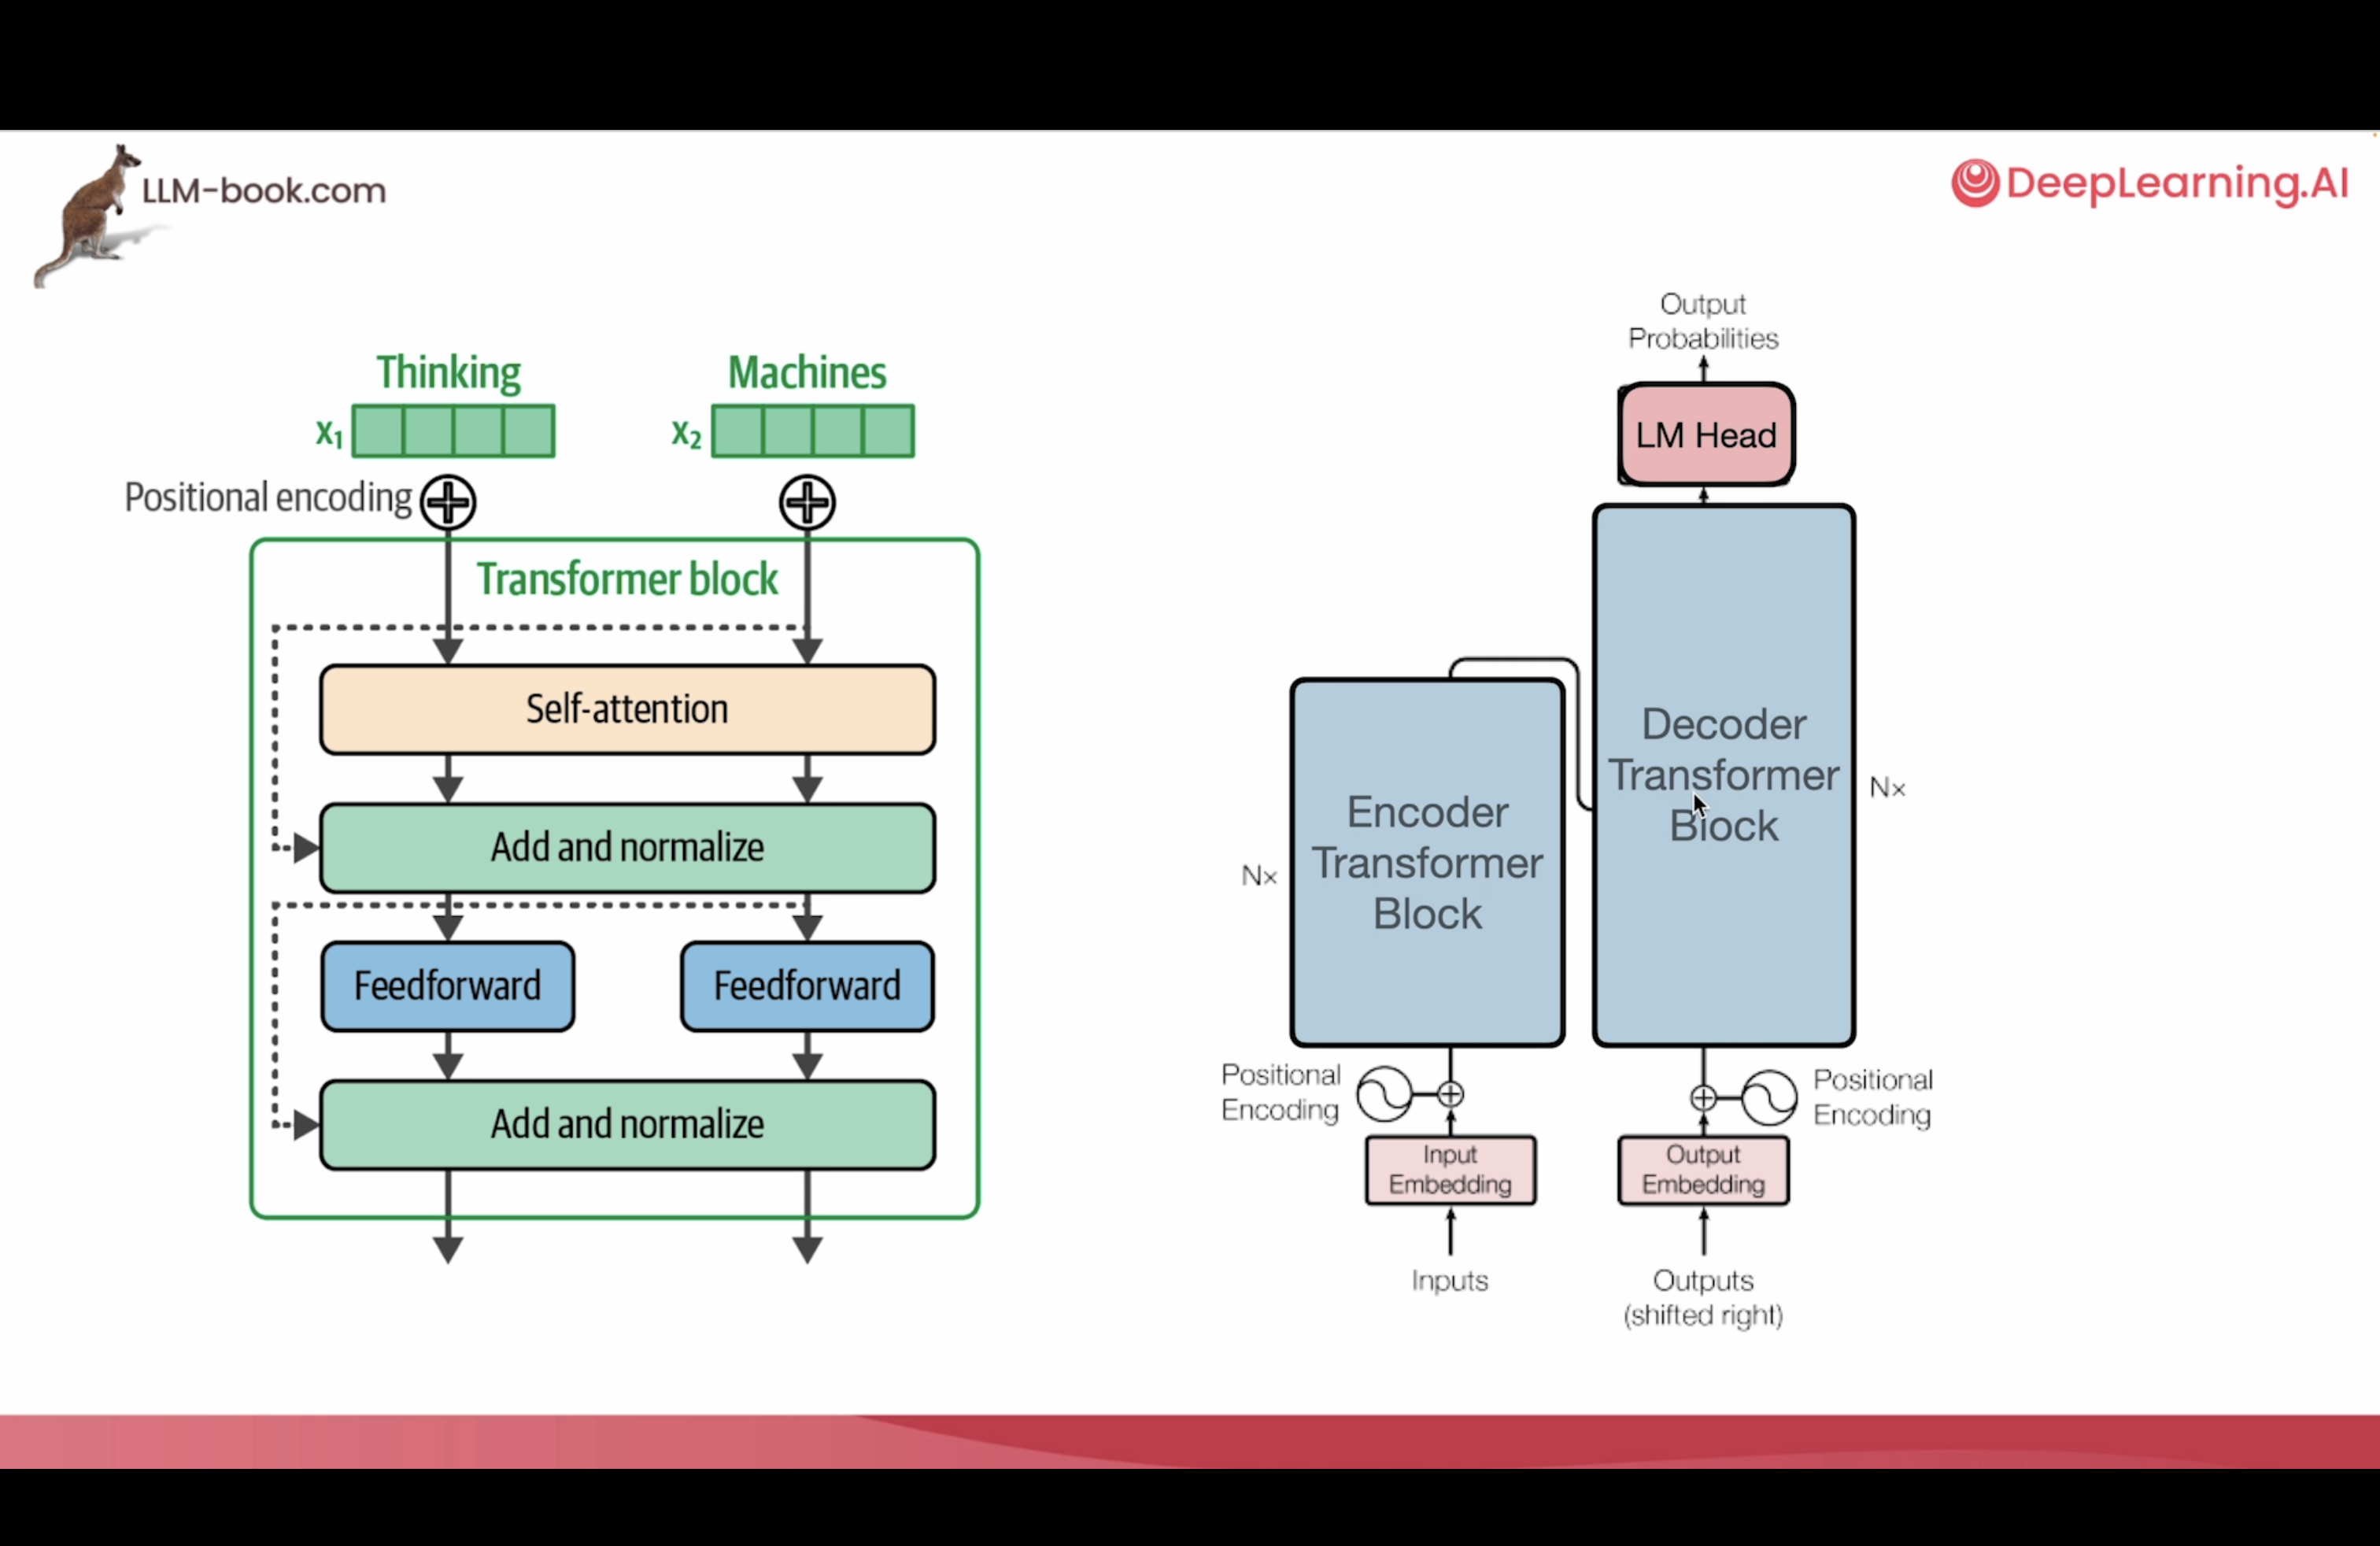 LLM-book.com
DeepLearning.AI
Thinking
Machines
x1
x2
Positional encoding
Transformer block
Self-attention
Add and normalize
Feedforward
Feedforward
Add and normalize
Output
Probabilities
LM Head
Decoder
Transformer
Block
N×
Encoder
Transformer
Block
N×
Positional
Encoding
Positional
Encoding
Input
Embedding
Output
Embedding
Inputs
Outputs
(shifted right)